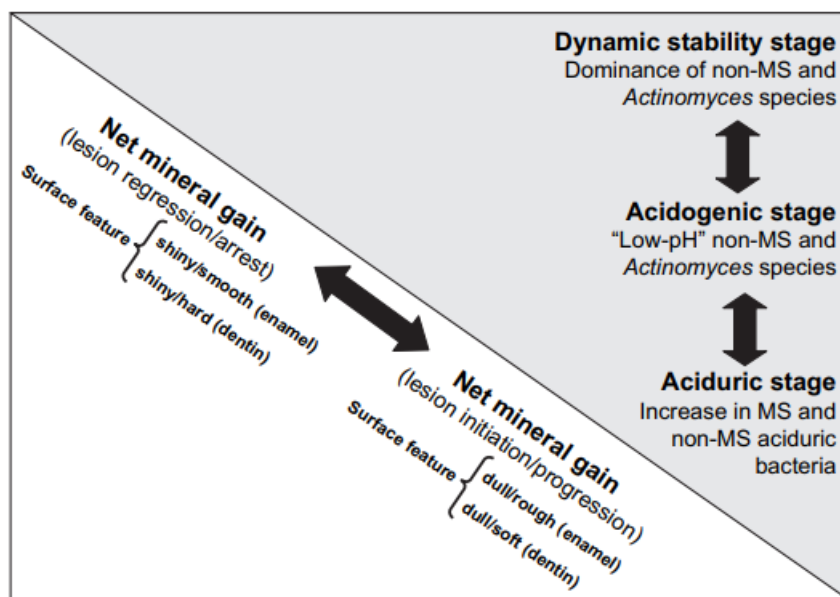 Dynamic stability stage
Dominance of non-MS and
Actinomyces species
Acidogenic stage
“Low-pH” non-MS and
Actinomyces species
Aciduric stage
Increase in MS and
non-MS aciduric
bacteria
Net mineral gain
(lesion regression/arrest)
Surface feature
shiny/smooth (enamel)
shiny/hard (dentin)
Net mineral gain
(lesion initiation/progression)
Surface feature
dull/rough (enamel)
dull/soft (dentin)